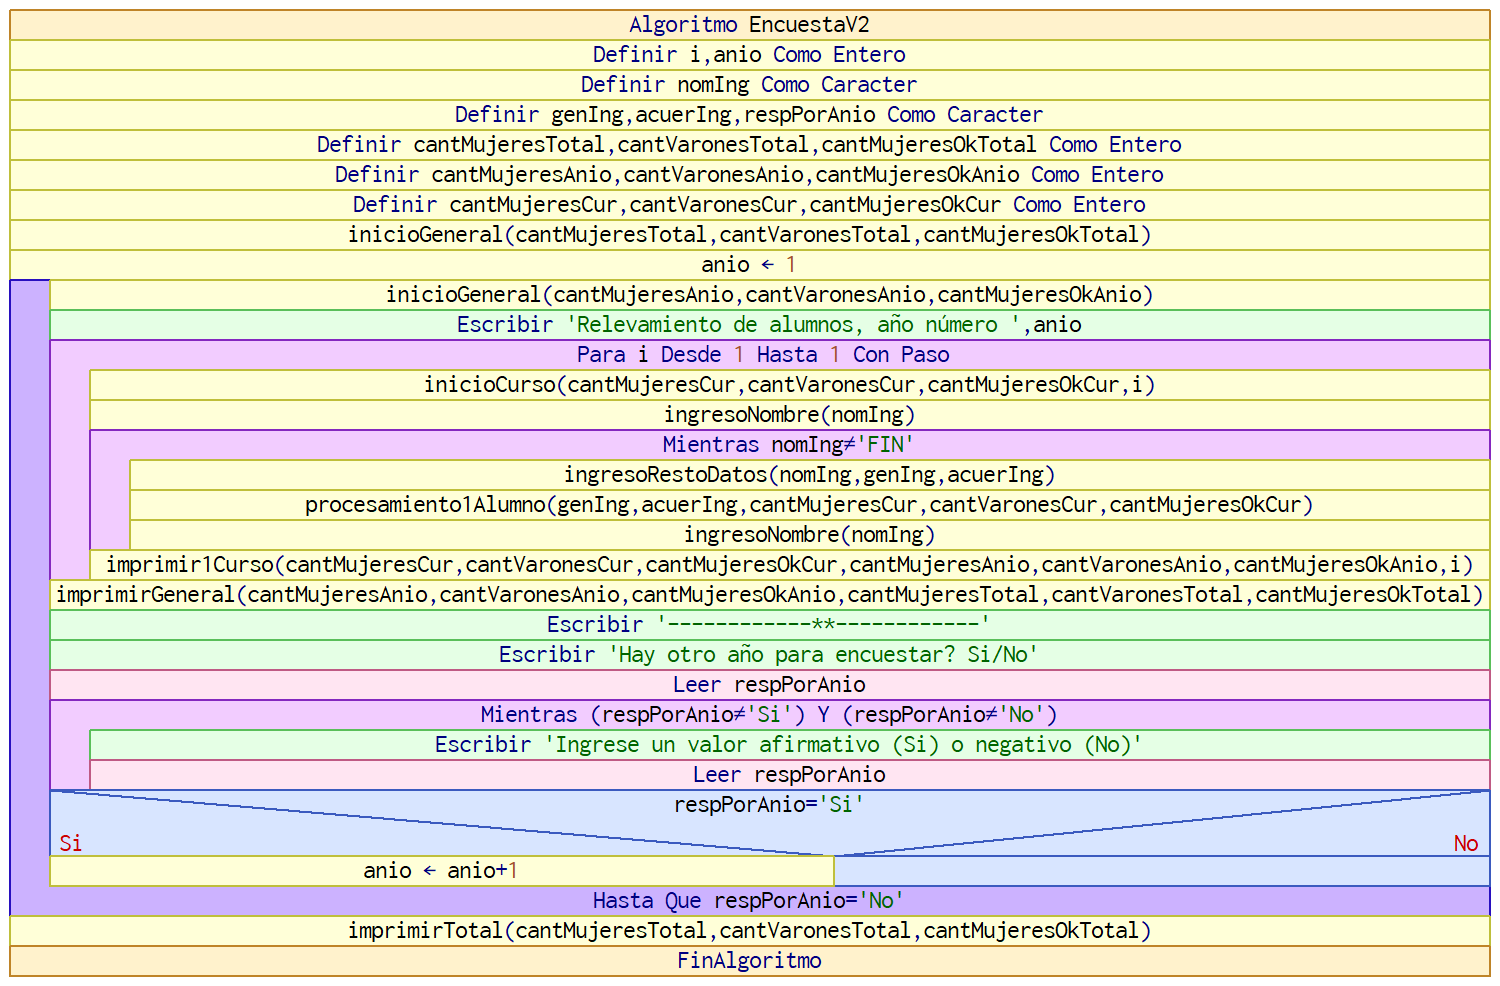 Algoritmo EncuestaV2
Definir i,anio Como Entero
Definir nomIng Como Caracter
Definir genIng,acuerIng,respPorAnio Como Caracter
Definir cantMujeresTotal,cantVaronesTotal,cantMujeresOkTotal Como Entero
Definir cantMujeresAnio,cantVaronesAnio,cantMujeresOkAnio Como Entero
Definir cantMujeresCur,cantVaronesCur,cantMujeresOkCur Como Entero
inicioGeneral(cantMujeresTotal,cantVaronesTotal,cantMujeresOkTotal)
anio ← 1
inicioGeneral(cantMujeresAnio,cantVaronesAnio,cantMujeresOkAnio)
Escribir 'Relevamiento de alumnos, año número ',anio
Para i Desde 1 Hasta 1 Con Paso
inicioCurso(cantMujeresCur,cantVaronesCur,cantMujeresOkCur,i)
ingresoNombre(nomIng)
Mientras nomIng≠'FIN'
ingresoRestoDatos(nomIng,genIng,acuerIng)
procesamiento1Alumno(genIng,acuerIng,cantMujeresCur,cantVaronesCur,cantMujeresOkCur)
ingresoNombre(nomIng)
imprimir1Curso(cantMujeresCur,cantVaronesCur,cantMujeresOkCur,cantMujeresAnio,cantVaronesAnio,cantMujeresOkAnio,i)
imprimirGeneral(cantMujeresAnio,cantVaronesAnio,cantMujeresOkAnio,cantMujeresTotal,cantVaronesTotal,cantMujeresOkTotal)
Escribir '------------**------------'
Escribir 'Hay otro año para encuestar? Si/No'
Leer respPorAnio
Mientras (respPorAnio≠'Si') Y (respPorAnio≠'No')
Escribir 'Ingrese un valor afirmativo (Si) o negativo (No)'
Leer respPorAnio
respPorAnio='Si'
Si No
anio ← anio+1
Hasta Que respPorAnio='No'
imprimirTotal(cantMujeresTotal,cantVaronesTotal,cantMujeresOkTotal)
FinAlgoritmo